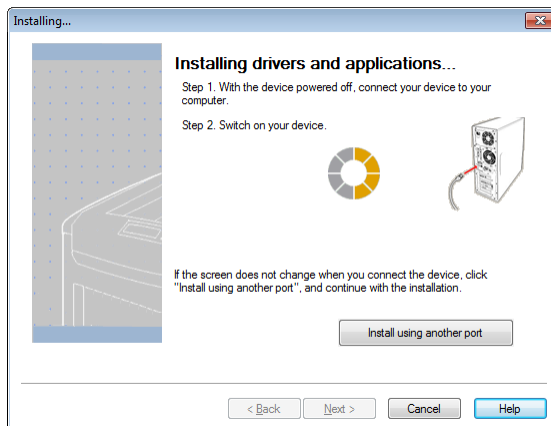 Installing...
Installing drivers and applications...
Step 1. With the device powered off, connect your device to your
computer.
Step 2. Switch on your device.
If the screen does not change when you connect the device, click
"Install using another port", and continue with the installation.
Install using another port
< Back
Next >
Cancel
Help